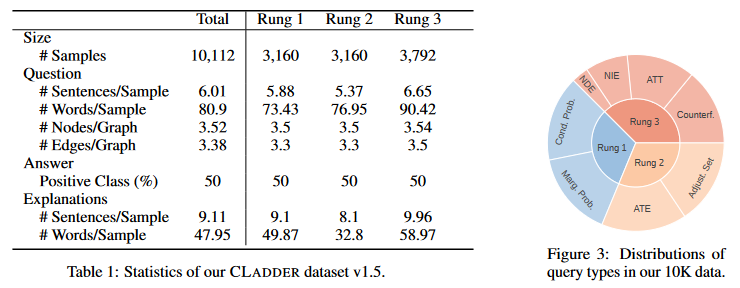 Total Rung 1 Rung 2 Rung 3
Size
# Samples 10,112 3,160 3,160 3,792
Question
# Sentences/Sample 6.01 5.88 5.37 6.65
# Words/Sample 80.9 73.43 76.95 90.42
# Nodes/Graph 3.52 3.5 3.5 3.54
# Edges/Graph 3.38 3.3 3.3 3.5
Answer
Positive Class (%) 50 50 50 50
Explanations
# Sentences/Sample 9.11 9.1 8.1 9.96
# Words/Sample 47.95 49.87 32.8 58.97
Table 1: Statistics of our CLADDER dataset v1.5.
NDE
NIE
ATT
Counterf.
Cond. Prob.
Rung 3
Rung 1
Rung 2
Marg. Prob.
ATE
Adjust. Set
Figure 3: Distributions of
query types in our 10K data.